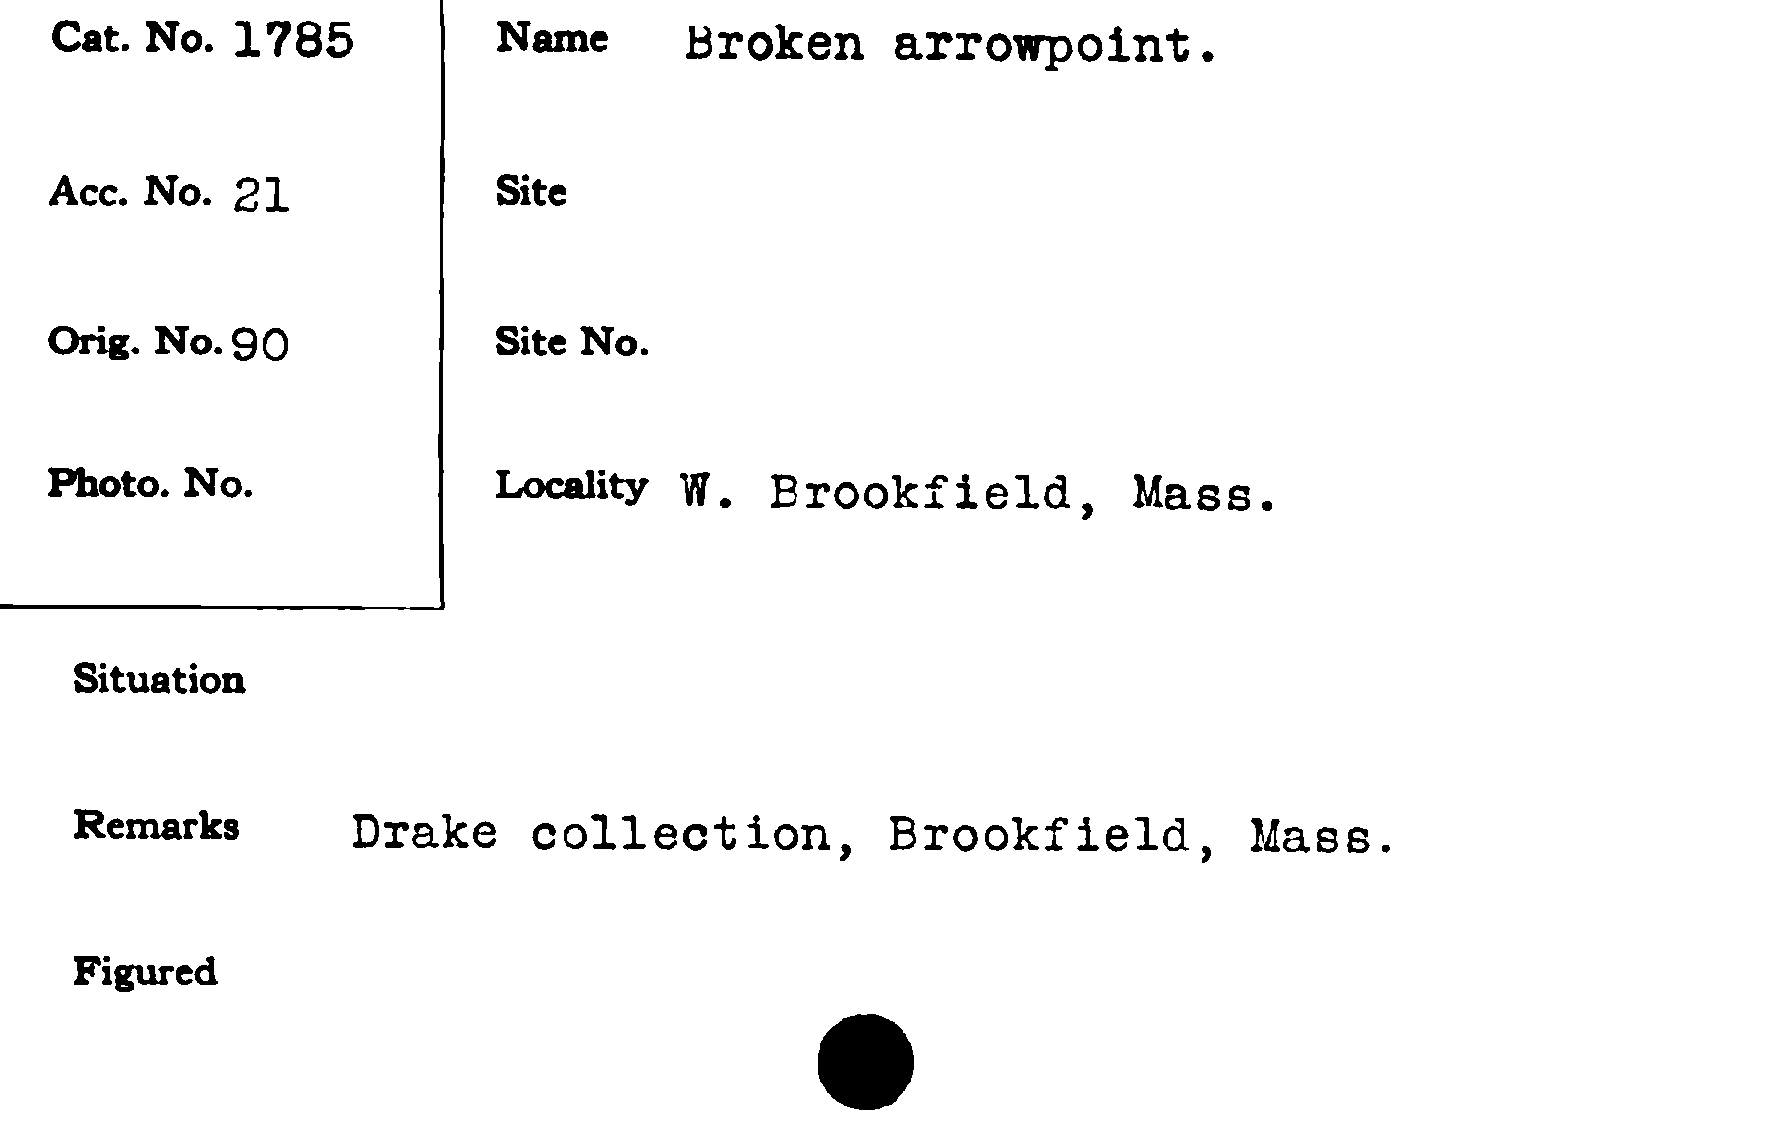 Cat. No. 1785
Name Broken arrowpoint.
Acc. No. 21
Site
Orig. No. 90
Site No.
Photo. No.
Locality W. Brookfield, Mass.
Situation
Remarks Drake collection, Brookfield, Mass.
Figured